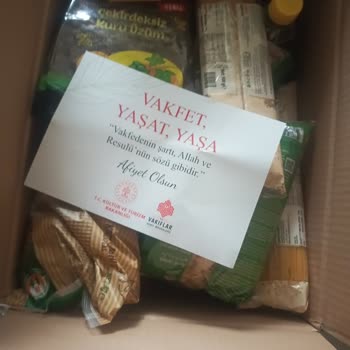 çekirdeksiz
kuru üzüm
VAKFET,
YAŞAT, YAŞA
"Vakfedenin şartı, Allah ve
Resulü'nün sözü gibidir."
Afiyet Olsun
T.C. KÜLTÜR VE TURİZM
BAKANLIĞI
VAKIFLAR